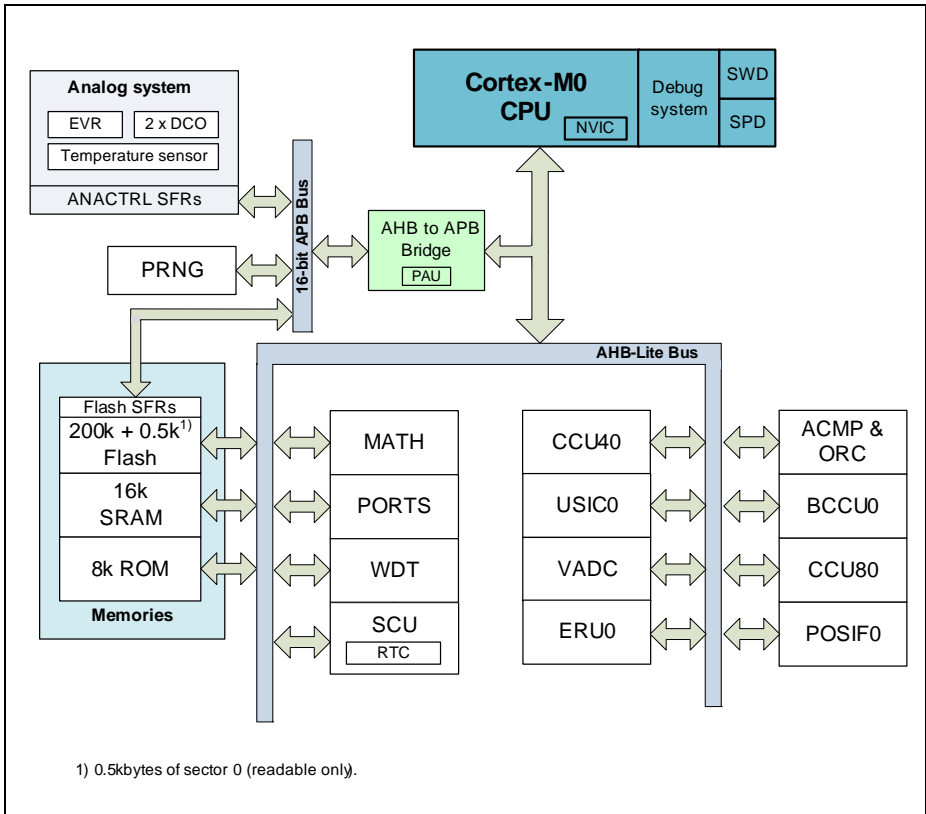 Analog system
EVR
2 x DCO
Temperature sensor
ANACTRL SFRs
Cortex-M0
CPU
NVIC
Debug
system
SWD
SPD
16-bit APB Bus
AHB to APB
Bridge
PAU
PRNG
AHB-Lite Bus
Flash SFRs
200k + 0.5k1)
Flash
16k
SRAM
8k ROM
Memories
MATH
PORTS
WDT
SCU
RTC
CCU40
USIC0
VADC
ERU0
ACMP &
ORC
BCCU0
CCU80
POSIF0
1) 0.5kbytes of sector 0 (readable only).